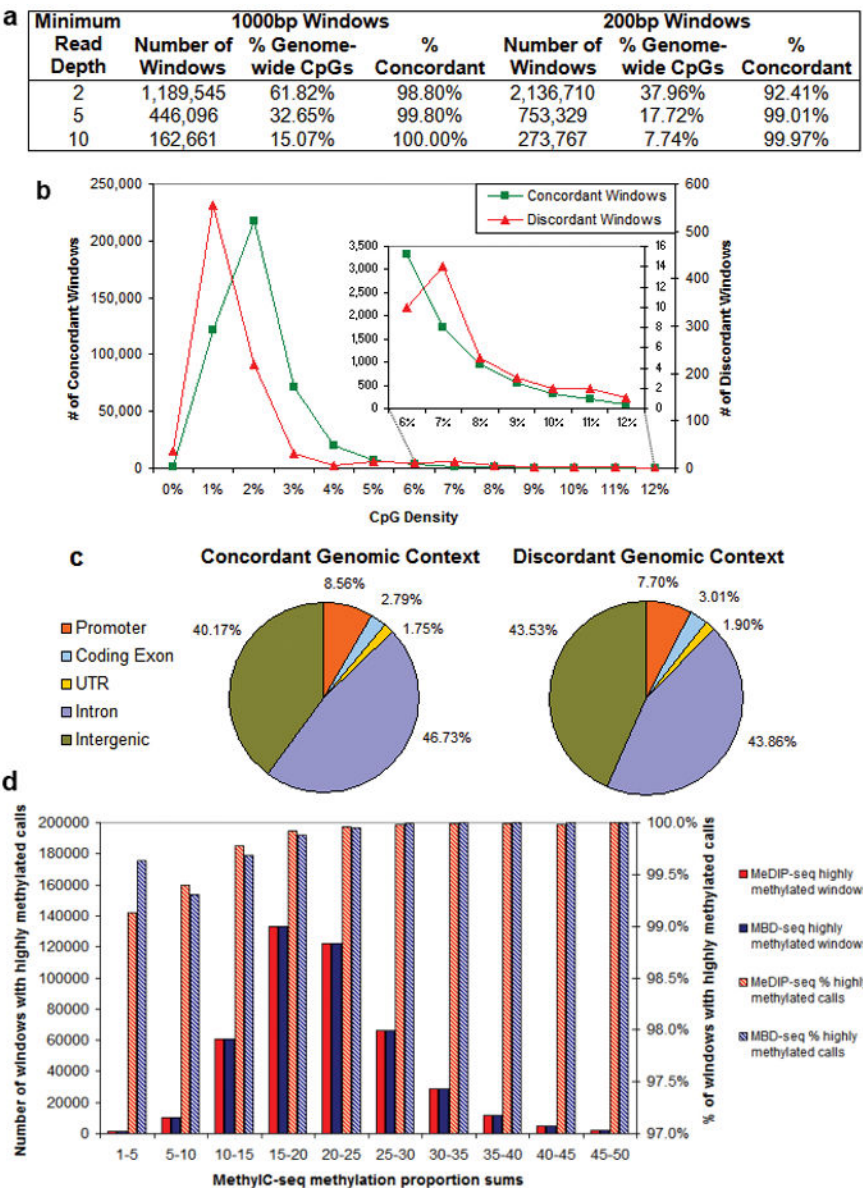 a
Minimum 1000bp Windows 200bp Windows
Read Number of % Genome- % Number of % Genome- %
Depth Windows wide CpGs Concordant Windows wide CpGs Concordant
2 1,189,545 61.82% 98.80% 2,136,710 37.96% 92.41%
5 446,096 32.65% 99.80% 753,329 17.72% 99.01%
10 162,661 15.07% 100.00% 273,767 7.74% 99.97%
b
Concordant Windows
Discordant Windows
# of Concordant Windows
250,000
200,000
150,000
100,000
50,000
0
# of Discordant Windows
600
500
400
300
200
100
0
3,500
3,000
2,500
2,000
1,500
1,000
500
0
16
14
12
10
8
6
4
2
0
6% 7% 8% 9% 10% 11% 12%
0% 1% 2% 3% 4% 5% 6% 7% 8% 9% 10% 11% 12%
CpG Density
c
Concordant Genomic Context Discordant Genomic Context
Promoter
Coding Exon
UTR
Intron
Intergenic
8.56%
2.79%
1.75%
46.73%
40.17%
7.70%
3.01%
1.90%
43.86%
43.53%
d
Number of windows with highly methylated calls
200000
180000
160000
140000
120000
100000
80000
60000
40000
20000
0
100.0%
99.5%
99.0%
98.5%
98.0%
97.5%
97.0%
% of windows with highly methylated calls
1-5 5-10 10-15 15-20 20-25 25-30 30-35 35-40 40-45 45-50
MethylC-seq methylation proportion sums
MeDIP-seq highly
methylated window
MBD-seq highly
methylated window
MeDIP-seq % highly
methylated calls
MBD-seq % highly
methylated calls